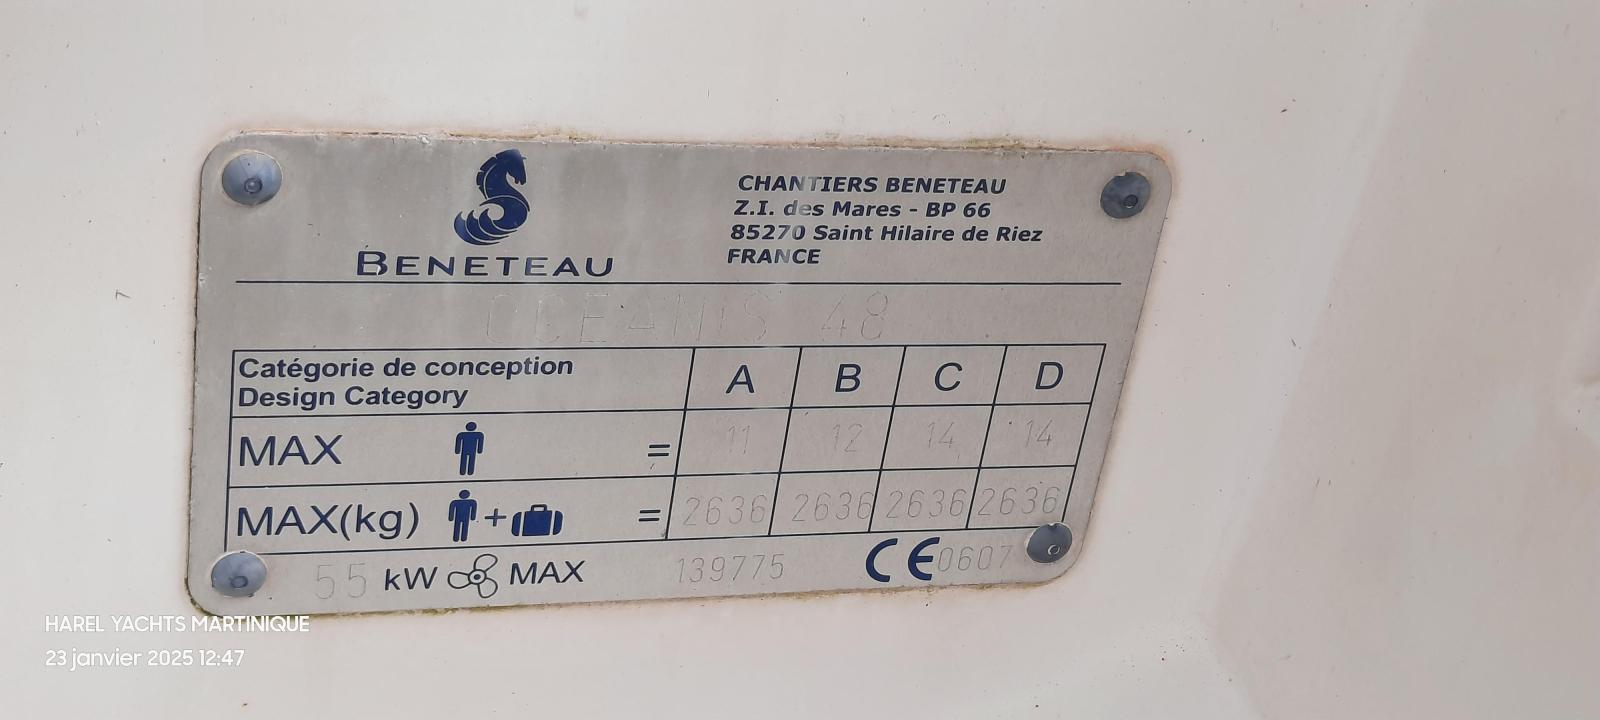 BENETEAU
CHANTIERS BENETEAU
Z.I. des Mares - BP 66
85270 Saint Hilaire de Riez
FRANCE
OCEANIS 48
Catégorie de conception
Design Category
A B C D
MAX = 11 12 14 14
MAX(kg) + = 2636 2636 2636 2636
55 kW MAX 139775 CE 0607
HAREL YACHTS MARTINIQUE
23 janvier 2025 12:47